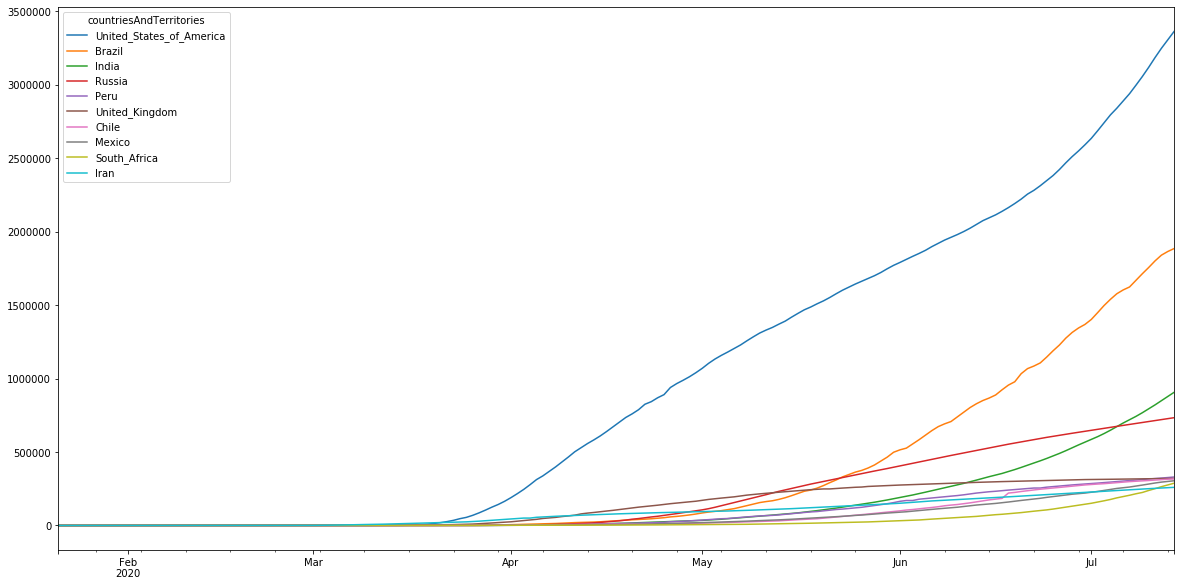 3500000
3000000
2500000
2000000
1500000
1000000
500000
0
countriesAndTerritories
United_States_of_America
Brazil
India
Russia
Peru
United_Kingdom
Chile
Mexico
South_Africa
Iran
Feb Mar Apr May Jun Jul
2020